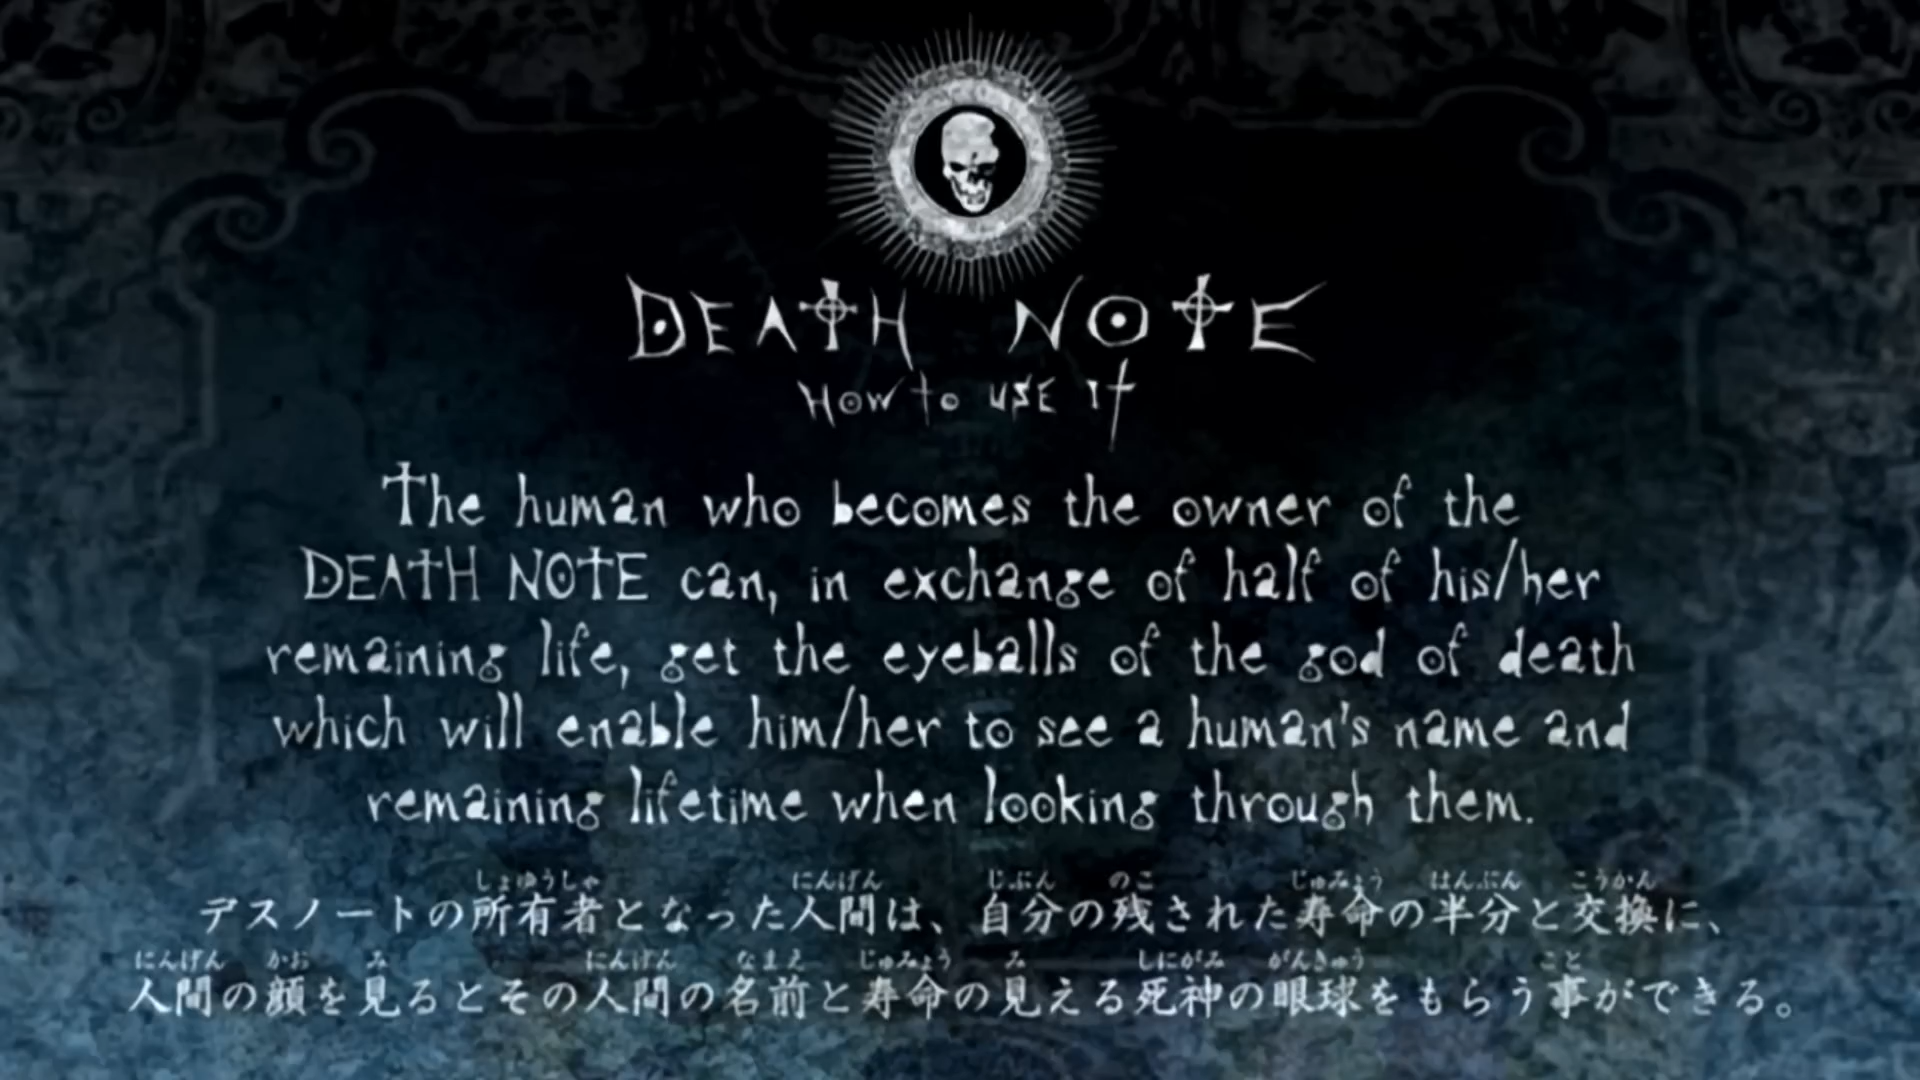 DEATH NOTE
HOW to USE It
The human who becomes the owner of the
DEATH NOTE can, in exchange of half of his/her
remaining life, get the eyeballs of the god of death
which will enable him/her to see a human's name and
remaining lifetime when looking through them.
しょゆうしゃ にんげん じぶん のこ じゅみょう はんぶん こうかん
デスノートの所有者となった人間は、自分の残された寿命の半分と交換に、
にんげん かお み にんげん なまえ じゅみょう み しにがみ がんきゅう こと
人間の顔を見るとその人間の名前と寿命の見える死神の眼球をもらう事ができる。